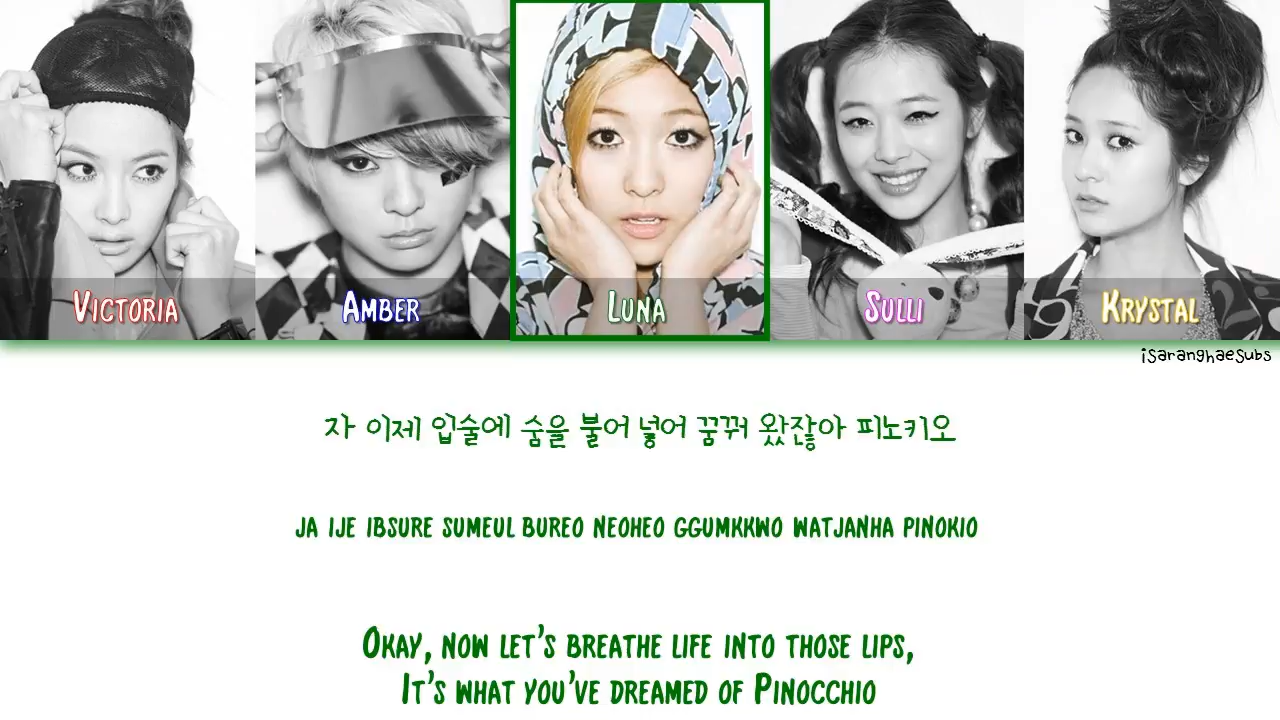 Victoria
Amber
Luna
Sulli
Krystal
isaranghaesubs
자 이제 입술에 숨을 불어 넣어 꿈꿔 왔잖아 피노키오
ja ije ibsure sumeul bureo neoheo ggumkkwo watjanha pinokio
Okay, now let's breathe life into those lips,
It's what you've dreamed of Pinocchio